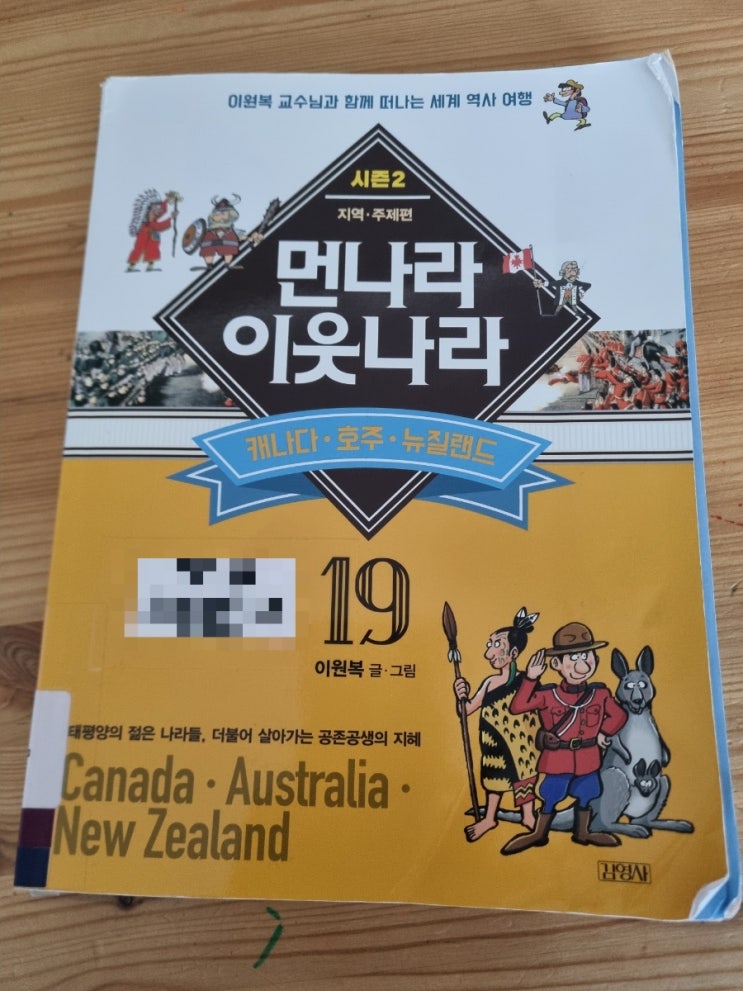 이원복 교수님과 함께 떠나는 세계 역사 여행
시즌2
지역·주제편
먼나라
이웃나라
캐나다·호주·뉴질랜드
19
이원복 글·그림
태평양의 젊은 나라들, 더불어 살아가는 공존공생의 지혜
Canada · Australia ·
New Zealand
김영사